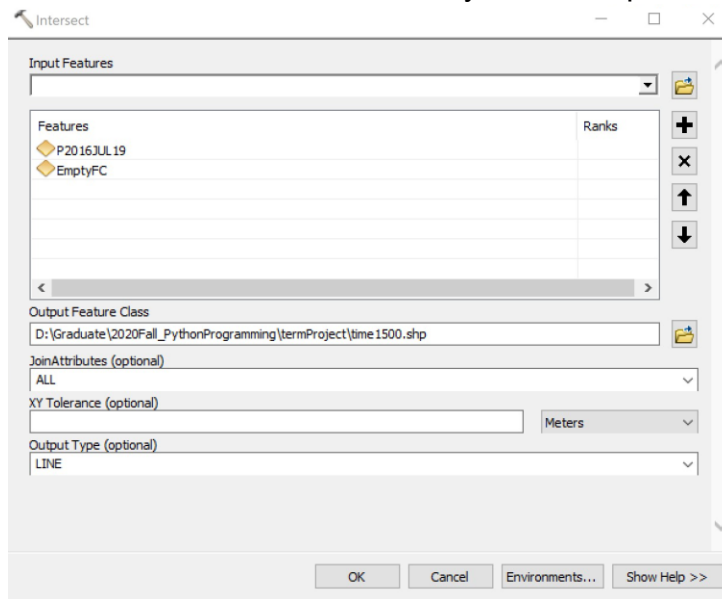 Intersect
Input Features
Features Ranks
P2016JUL19
EmptyFC
Output Feature Class
D:\Graduate\2020Fall_PythonProgramming\termProject\time1500.shp
JoinAttributes (optional)
ALL
XY Tolerance (optional)
Meters
Output Type (optional)
LINE
OK Cancel Environments... Show Help >>